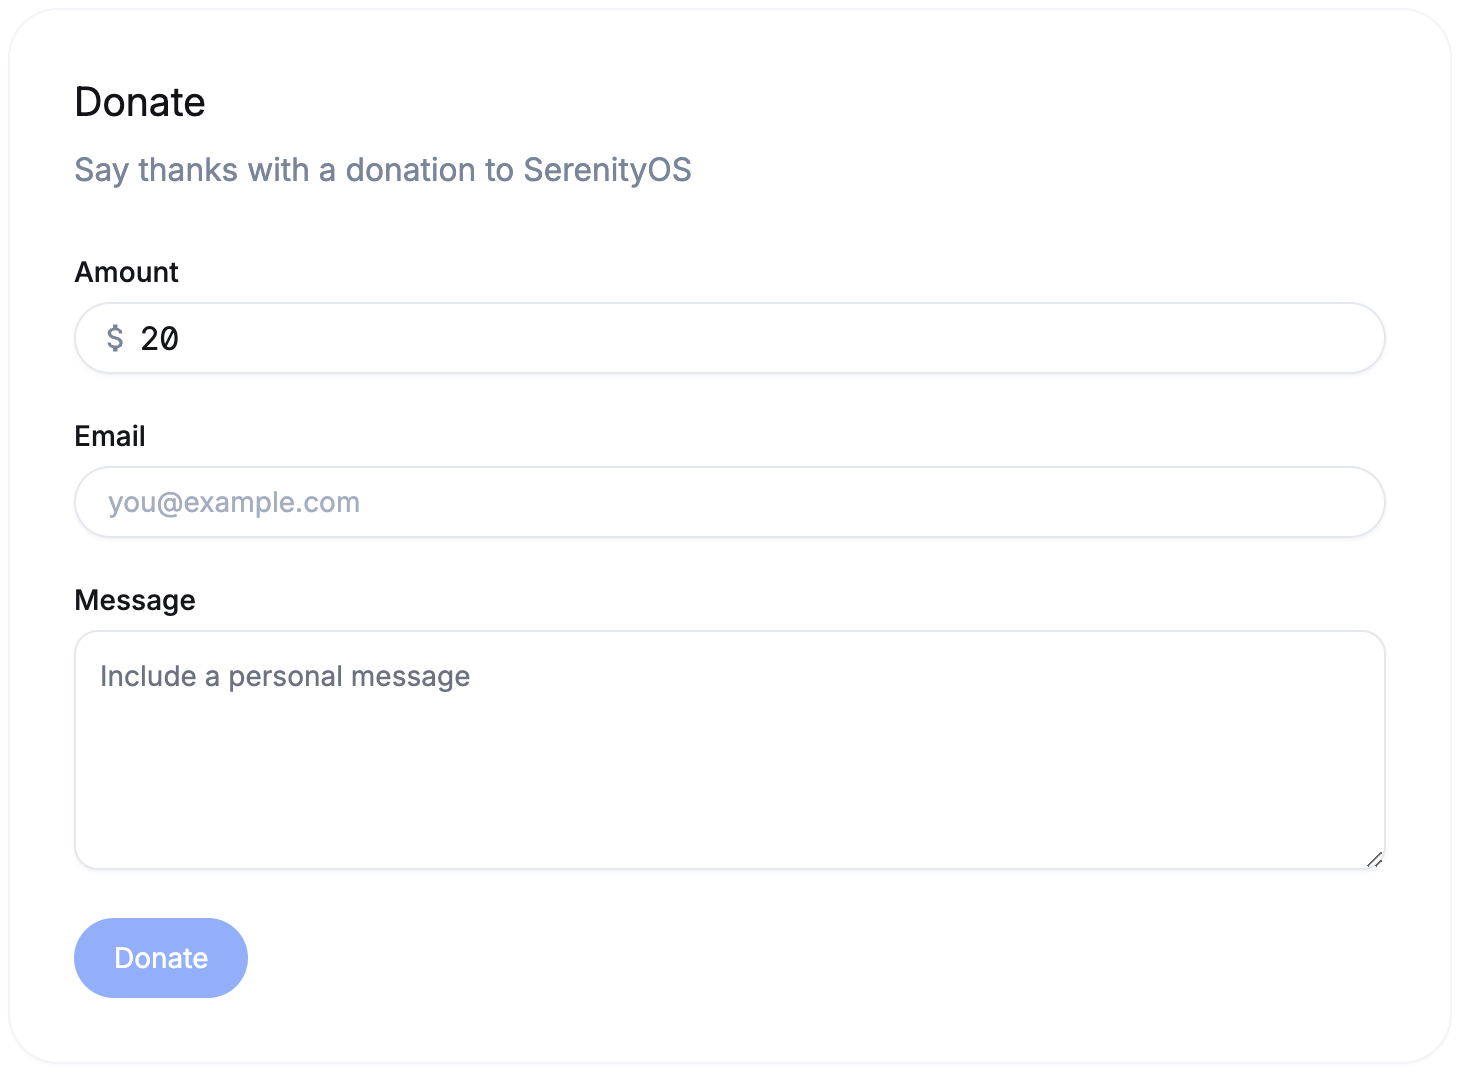 Donate
Say thanks with a donation to SerenityOS
Amount
$ 20
Email
you@example.com
Message
Include a personal message
Donate